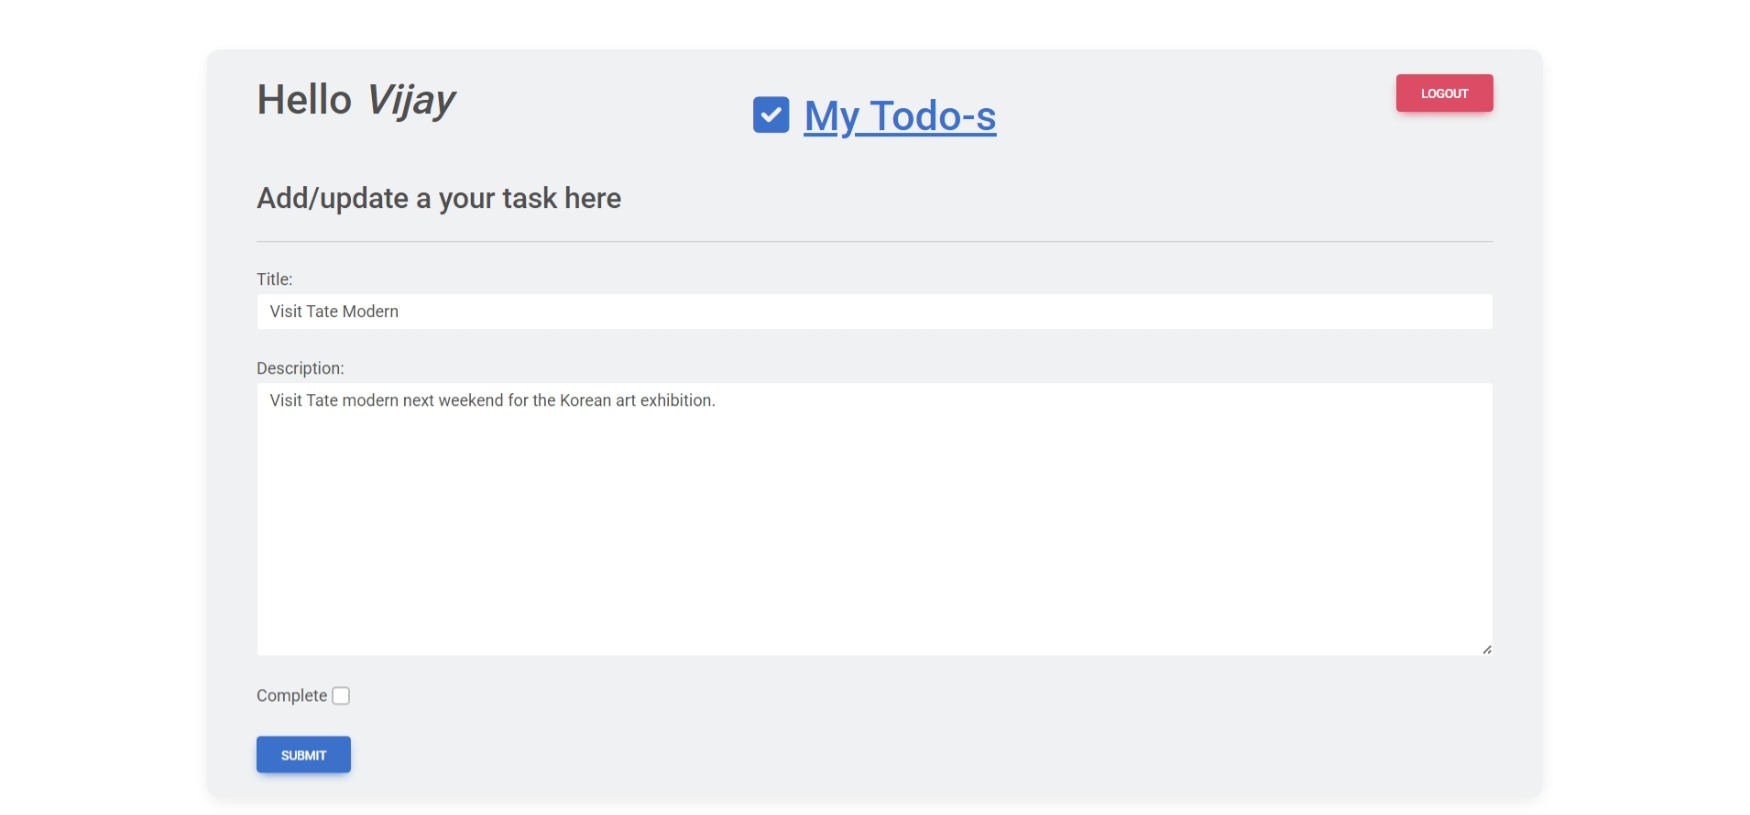 Hello Vijay
My Todo-s
LOGOUT
Add/update a your task here
Title:
Visit Tate Modern
Description:
Visit Tate modern next weekend for the Korean art exhibition.
Complete
SUBMIT